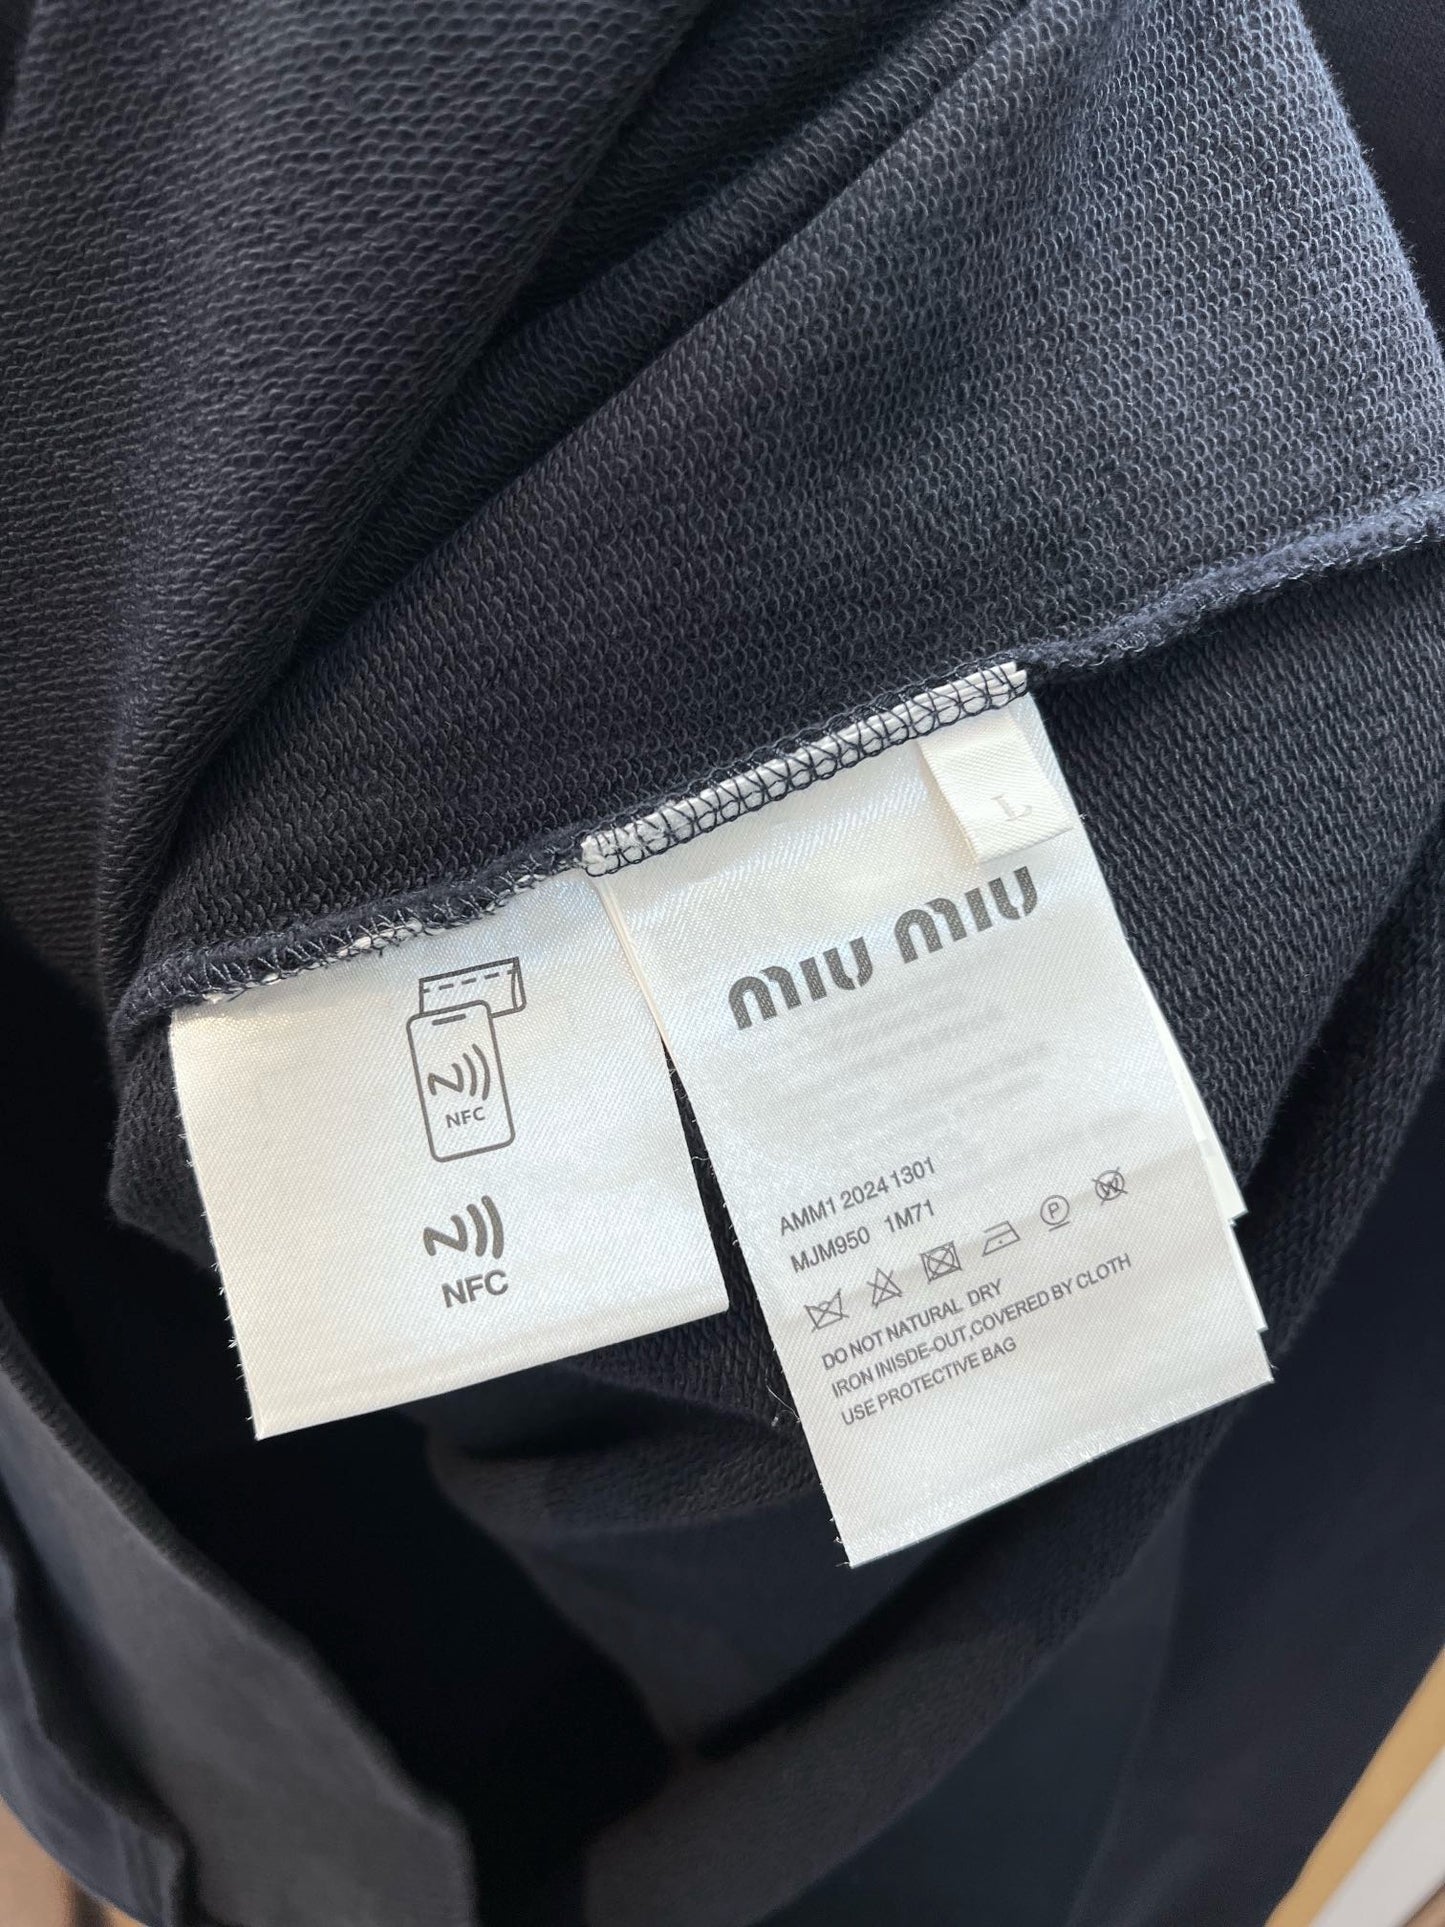 L
MIU MIU
NFC
NFC
AMM1 2024 1301
MJM950 1M71
DO NOT NATURAL DRY
IRON INISDE-OUT,COVERED BY CLOTH
USE PROTECTIVE BAG
P
W